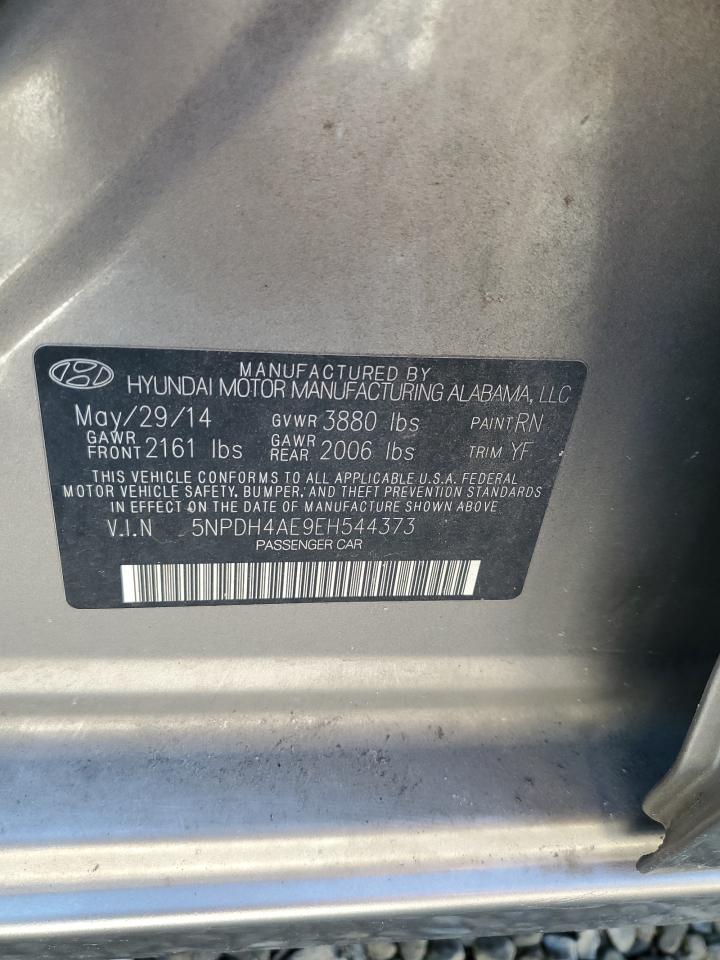 MANUFACTURED BY
HYUNDAI MOTOR MANUFACTURING ALABAMA, LLC
May/29/14 GVWR 3880 lbs PAINT RN
GAWR FRONT 2161 lbs GAWR REAR 2006 lbs TRIM YF
THIS VEHICLE CONFORMS TO ALL APPLICABLE U.S.A. FEDERAL
MOTOR VEHICLE SAFETY, BUMPER, AND THEFT PREVENTION STANDARDS
IN EFFECT ON THE DATE OF MANUFACTURE SHOWN ABOVE
V.I.N 5NPDH4AE9EH544373
PASSENGER CAR